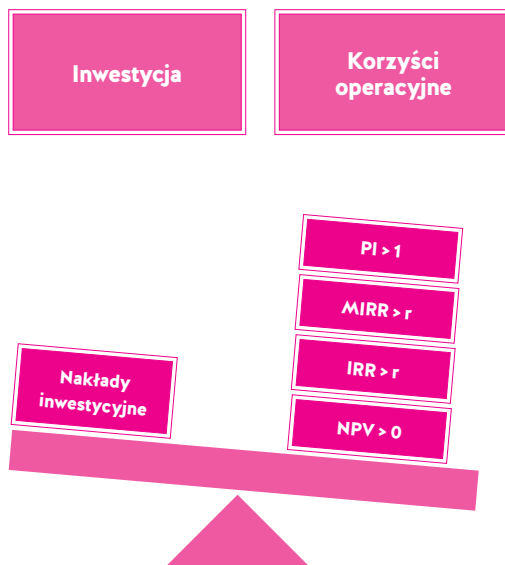 Inwestycja
Korzyści
operacyjne
PI > 1
MIRR > r
IRR > r
NPV > 0
Nakłady
inwestycyjne